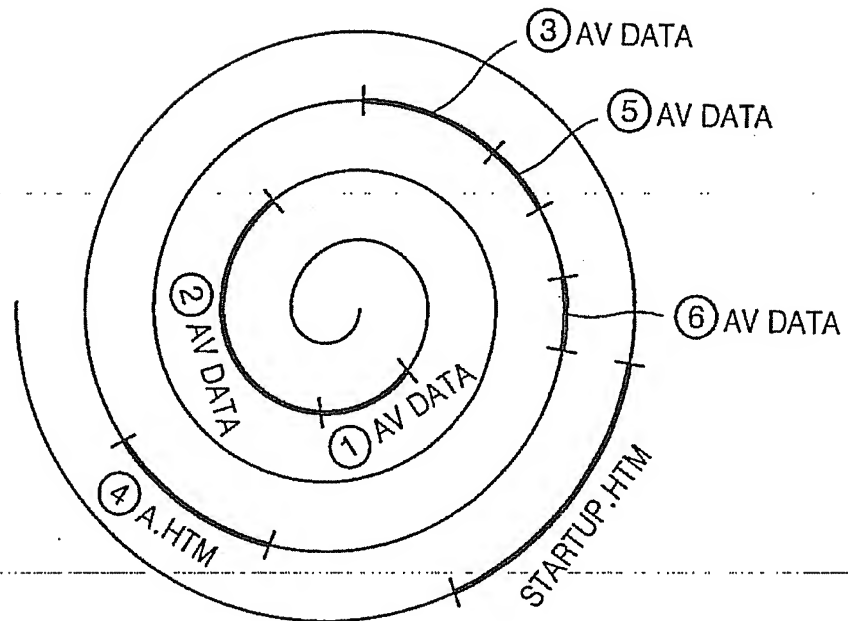 ③ AV DATA
⑤ AV DATA
⑥ AV DATA
② AV DATA
① AV DATA
④ A.HTM
STARTUP.HTM